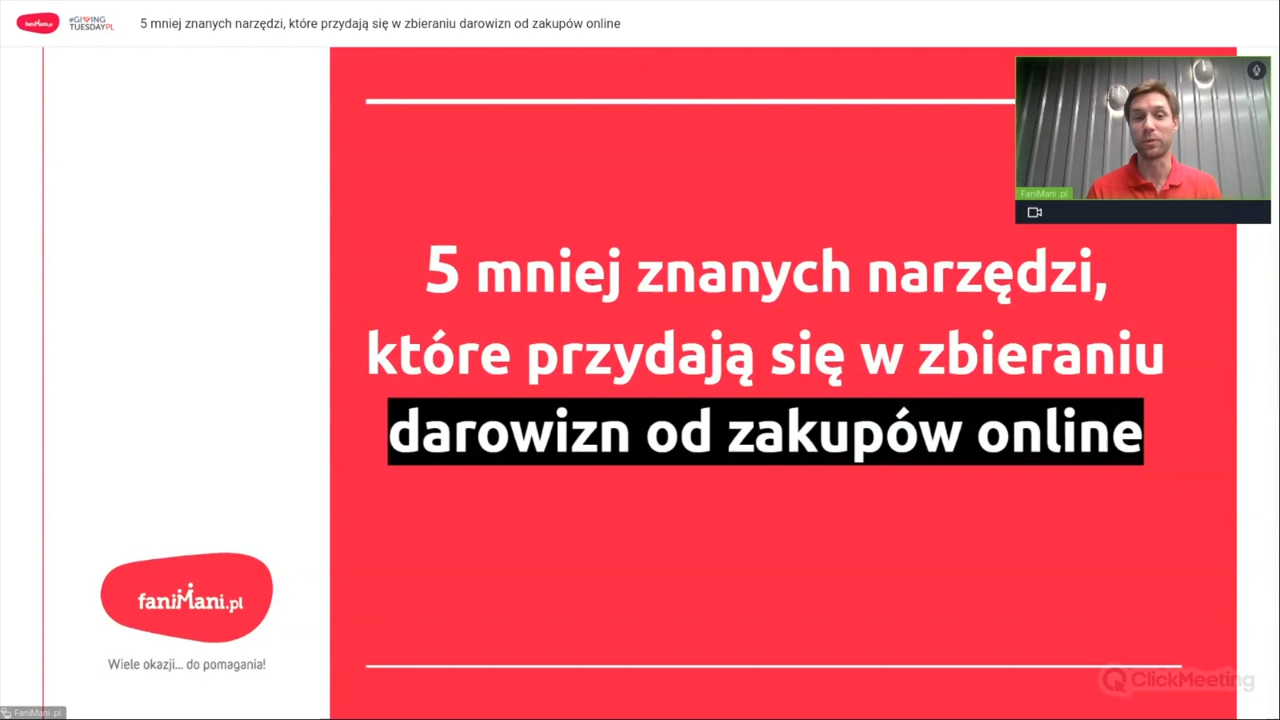 faniMani.pl
#GIVING
TUESDAYPL
5 mniej znanych narzędzi, które przydają się w zbieraniu darowizn od zakupów online
FaniMani .pl
5 mniej znanych narzędzi,
które przydają się w zbieraniu
darowizn od zakupów online
faniMani.pl
Wiele okazji... do pomagania!
ClickMeeting
FaniMani .pl